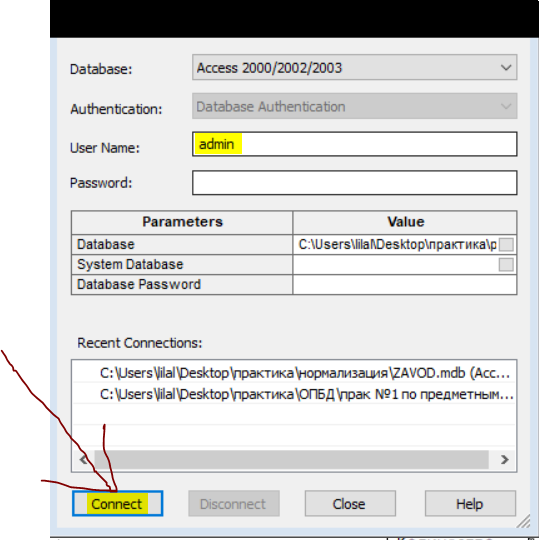 Database: Access 2000/2002/2003
Authentication: Database Authentication
User Name: admin
Password:
Parameters Value
Database C:\Users\lilal\Desktop\практика\р
System Database
Database Password
Recent Connections:
C:\Users\lilal\Desktop\практика\нормализация\ZAVOD.mdb (Acc...
C:\Users\lilal\Desktop\практика\ОПБД\прак №1 по предметным...
Connect Disconnect Close Help